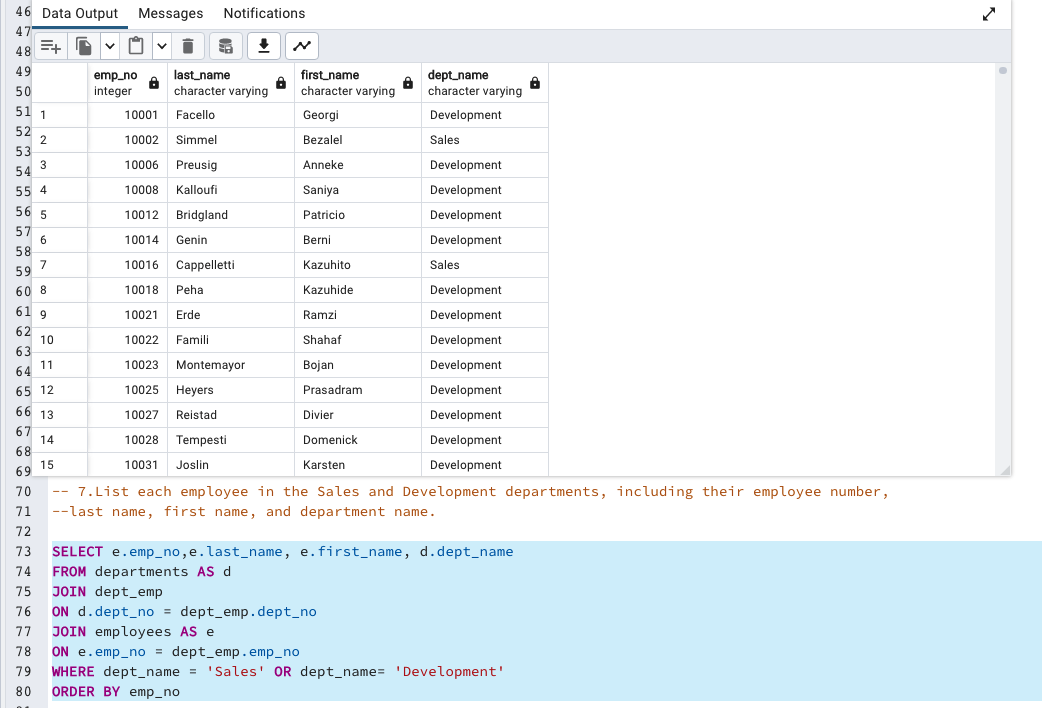 46
47
48
49
50
51
52
53
54
55
56
57
58
59
60
61
62
63
64
65
66
67
68
69
Data Output Messages Notifications
emp_no last_name first_name dept_name
integer character varying character varying character varying
1 10001 Facello Georgi Development
2 10002 Simmel Bezalel Sales
3 10006 Preusig Anneke Development
4 10008 Kalloufi Saniya Development
5 10012 Bridgland Patricio Development
6 10014 Genin Berni Development
7 10016 Cappelletti Kazuhito Sales
8 10018 Peha Kazuhide Development
9 10021 Erde Ramzi Development
10 10022 Famili Shahaf Development
11 10023 Montemayor Bojan Development
12 10025 Heyers Prasadram Development
13 10027 Reistad Divier Development
14 10028 Tempesti Domenick Development
15 10031 Joslin Karsten Development
70 -- 7.List each employee in the Sales and Development departments, including their employee number,
71 --last name, first name, and department name.
72
73 SELECT e.emp_no,e.last_name, e.first_name, d.dept_name
74 FROM departments AS d
75 JOIN dept_emp
76 ON d.dept_no = dept_emp.dept_no
77 JOIN employees AS e
78 ON e.emp_no = dept_emp.emp_no
79 WHERE dept_name = 'Sales' OR dept_name= 'Development'
80 ORDER BY emp_no